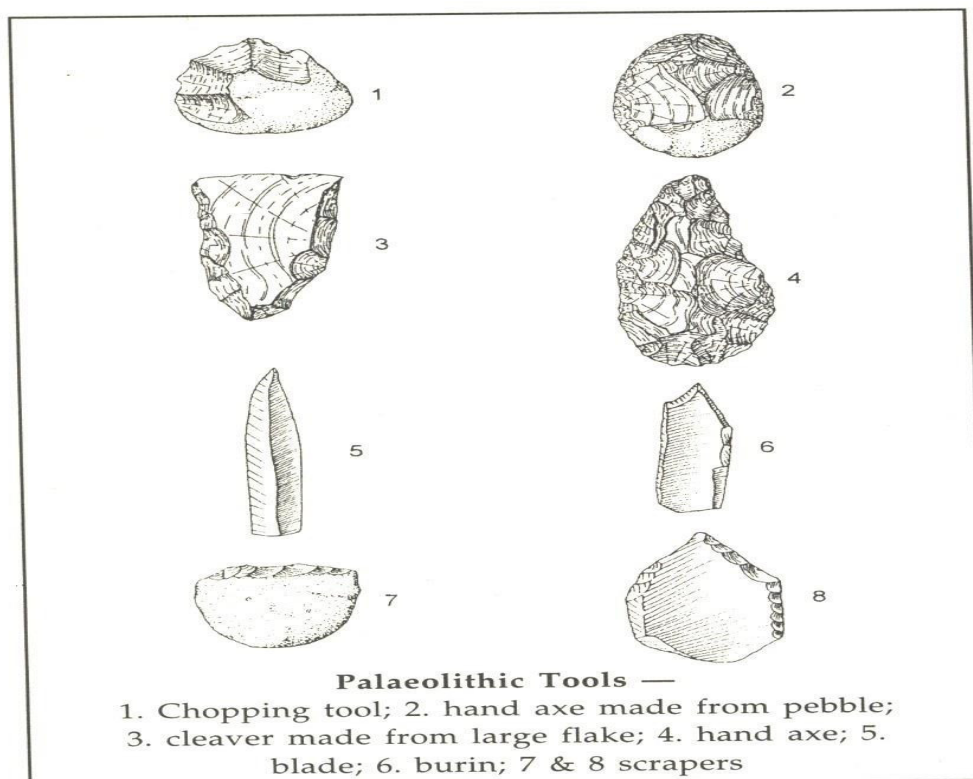 1
2
3
4
5
6
7
8
Palaeolithic Tools —
1. Chopping tool; 2. hand axe made from pebble;
3. cleaver made from large flake; 4. hand axe; 5.
blade; 6. burin; 7 & 8 scrapers